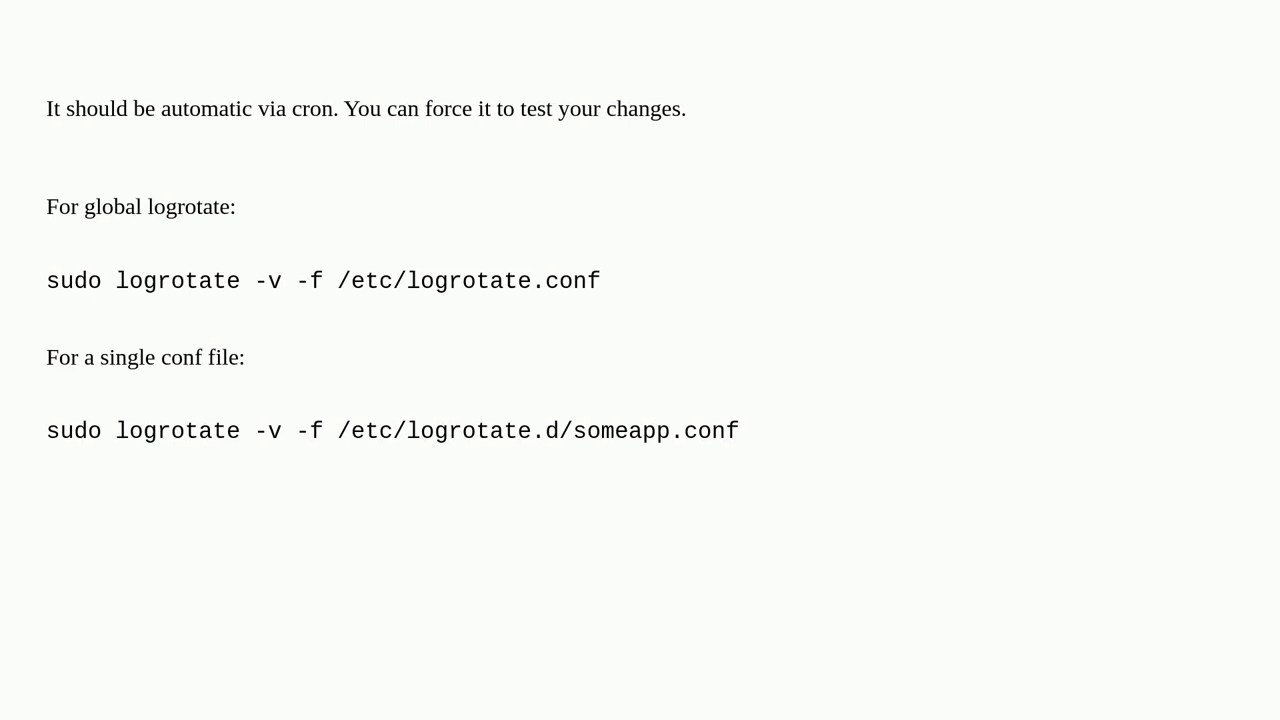 It should be automatic via cron. You can force it to test your changes.
For global logrotate:
sudo logrotate -v -f /etc/logrotate.conf
For a single conf file:
sudo logrotate -v -f /etc/logrotate.d/someapp.conf